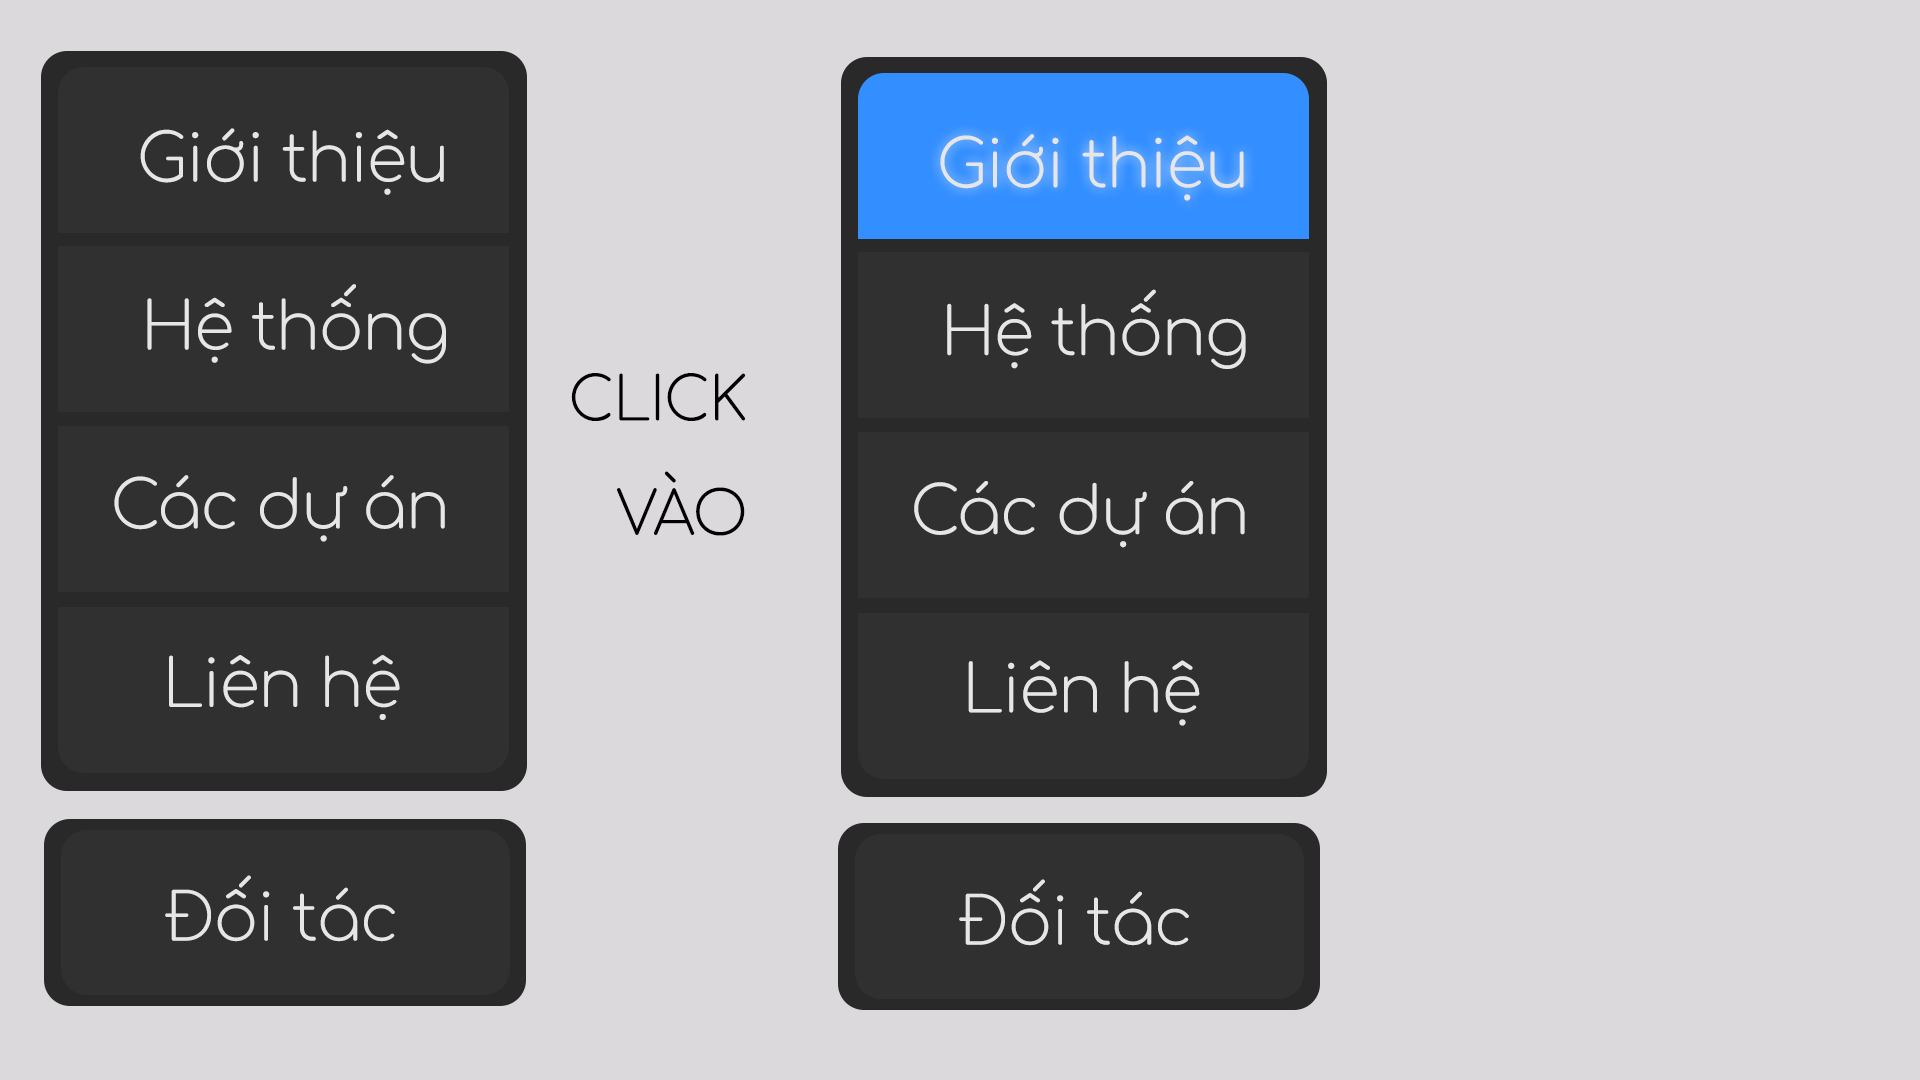 Giới thiệu
Hệ thống
Các dự án
Liên hệ
Đối tác
CLICK
VÀO
Giới thiệu
Hệ thống
Các dự án
Liên hệ
Đối tác